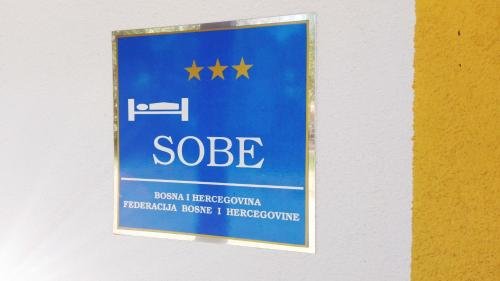 SOBE
BOSNA I HERCEGOVINA
FEDERACIJA BOSNE I HERCEGOVINE